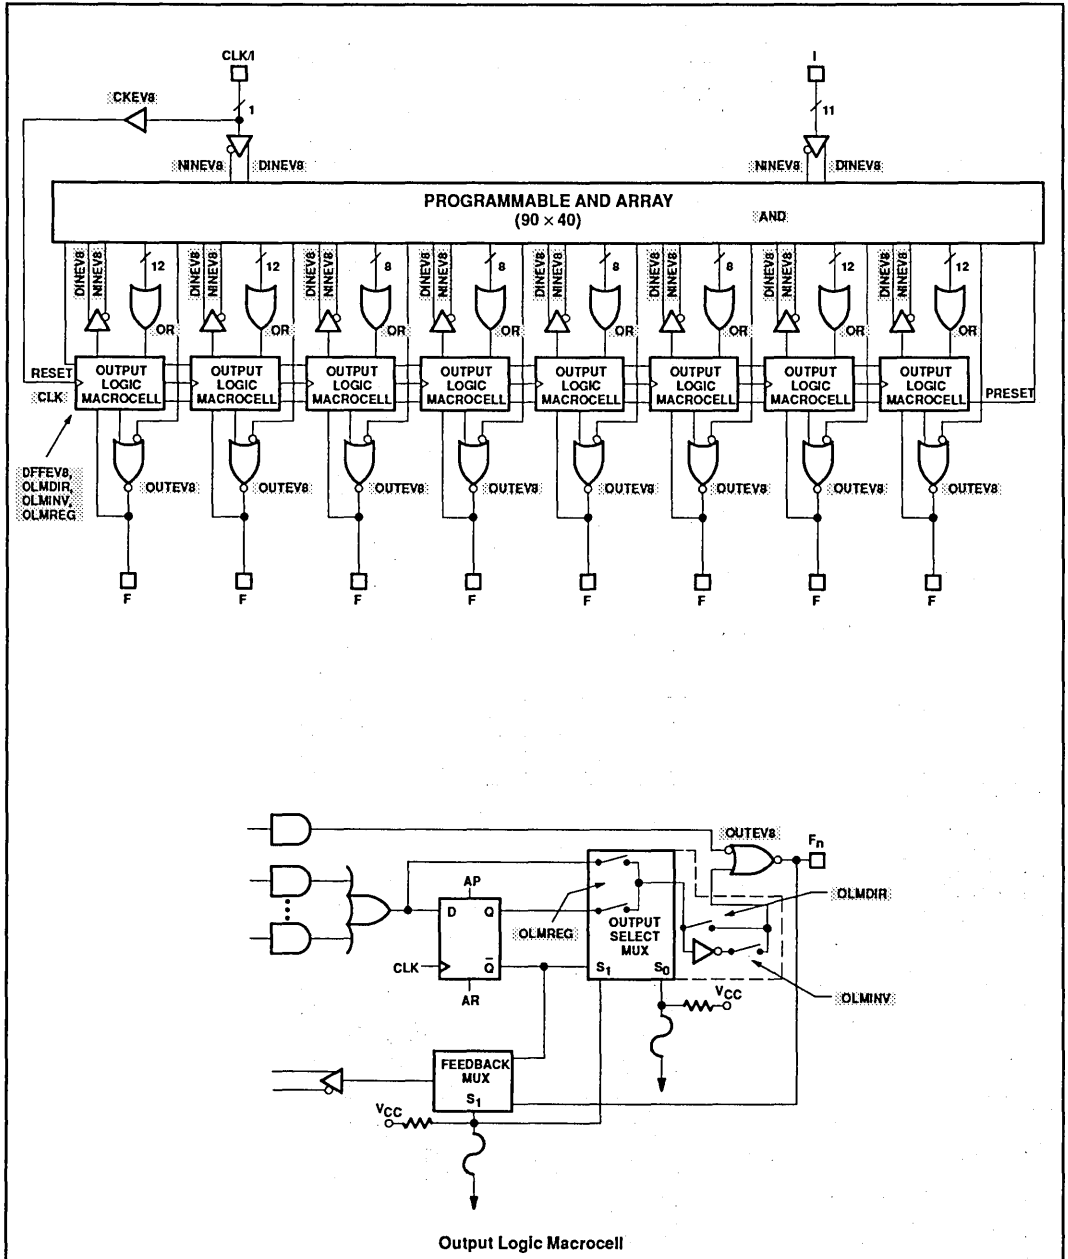 CLK/I
I
CKEV8
1
11
NINEV8
DINEV8
NINEV8
DINEV8
PROGRAMMABLE AND ARRAY
(90 × 40)
AND
DINEV8
NINEV8
12
DINEV8
NINEV8
12
DINEV8
NINEV8
8
DINEV8
NINEV8
8
DINEV8
NINEV8
8
DINEV8
NINEV8
8
DINEV8
NINEV8
12
DINEV8
NINEV8
12
OR
OR
OR
OR
OR
OR
OR
OR
RESET
CLK
OUTPUT
LOGIC
MACROCELL
OUTPUT
LOGIC
MACROCELL
OUTPUT
LOGIC
MACROCELL
OUTPUT
LOGIC
MACROCELL
OUTPUT
LOGIC
MACROCELL
OUTPUT
LOGIC
MACROCELL
OUTPUT
LOGIC
MACROCELL
OUTPUT
LOGIC
MACROCELL
PRESET
DFFEV8,
OLMDIR,
OLMINV,
OLMREG
OUTEV8
OUTEV8
OUTEV8
OUTEV8
OUTEV8
OUTEV8
OUTEV8
OUTEV8
F
F
F
F
F
F
F
F
OUTEV8
Fn
AP
D
Q
CLK
Q̅
AR
OLMREG
OUTPUT
SELECT
MUX
S1
S0
OLMDIR
OLMINV
VCC
FEEDBACK
MUX
S1
VCC
Output Logic Macrocell